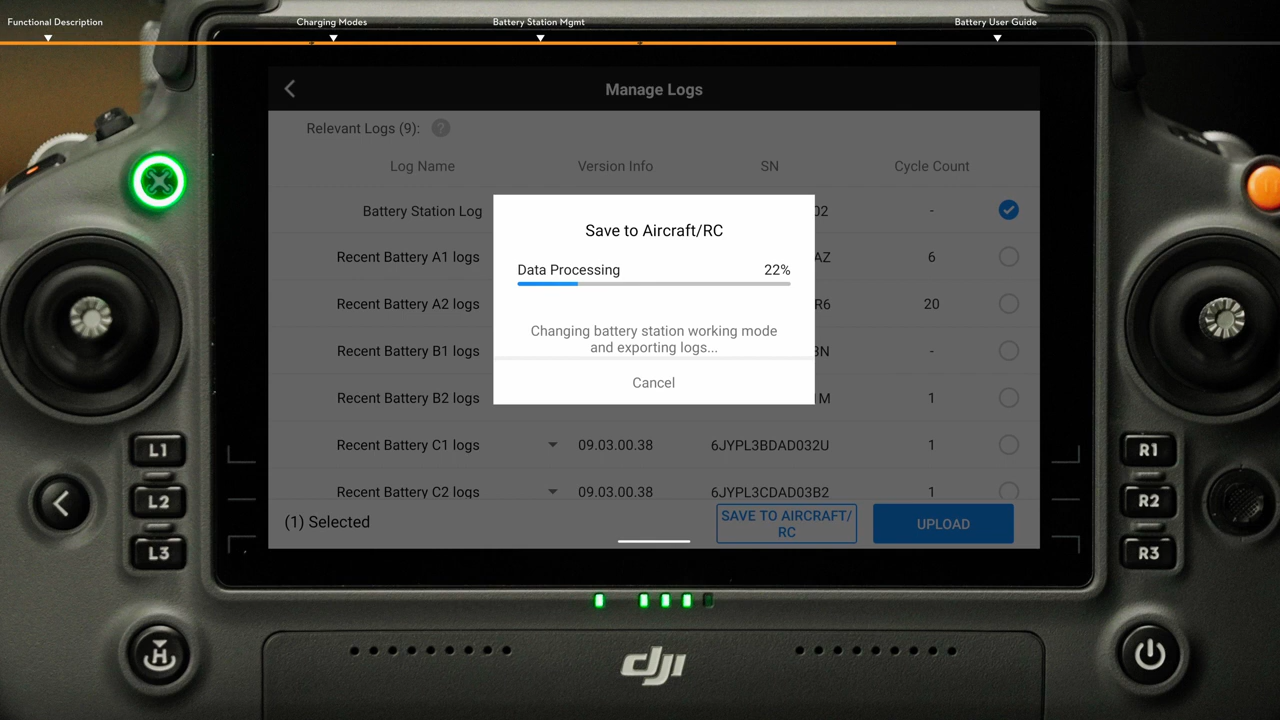 Functional Description
Charging Modes
Battery Station Mgmt
Battery User Guide
Manage Logs
Relevant Logs (9): ?
Log Name Version Info SN Cycle Count
Battery Station Log 02 -
Recent Battery A1 logs AZ 6
Recent Battery A2 logs R6 20
Recent Battery B1 logs 3N -
Recent Battery B2 logs M 1
Recent Battery C1 logs 09.03.00.38 6JYPL3BDAD032U 1
Recent Battery C2 logs 09.03.00.38 6JYPL3CDAD03B2 1
Save to Aircraft/RC
Data Processing 22%
Changing battery station working mode
and exporting logs...
Cancel
(1) Selected
SAVE TO AIRCRAFT/
RC
UPLOAD
L1
L2
L3
R1
R2
R3
H
dji